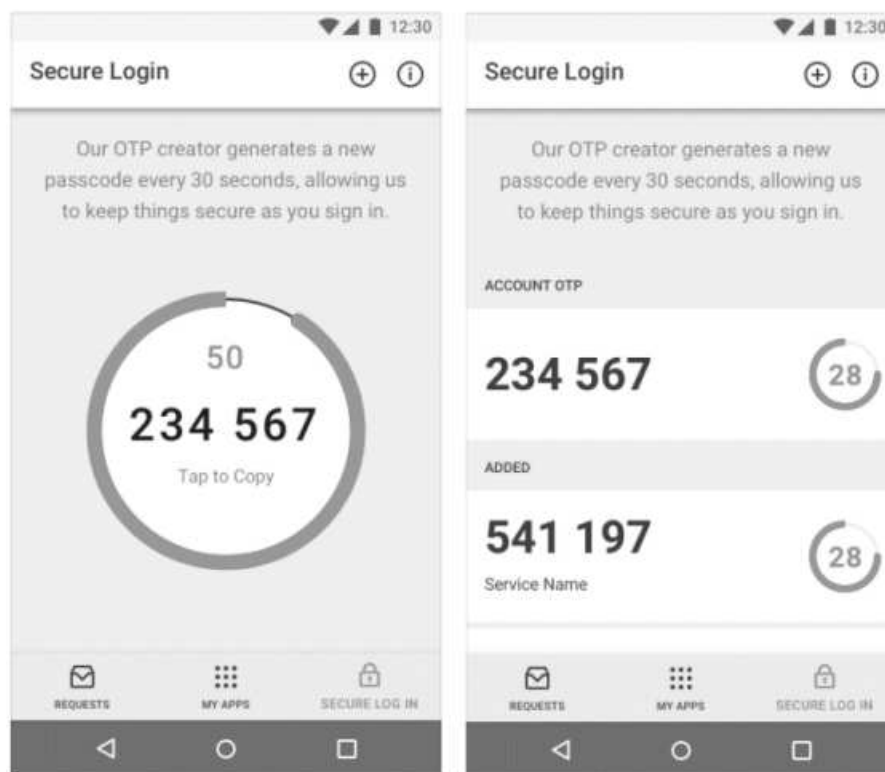 12:30
Secure Login
Our OTP creator generates a new
passcode every 30 seconds, allowing us
to keep things secure as you sign in.
50
234 567
Tap to Copy
REQUESTS
MY APPS
SECURE LOG IN
12:30
Secure Login
Our OTP creator generates a new
passcode every 30 seconds, allowing us
to keep things secure as you sign in.
ACCOUNT OTP
234 567
28
ADDED
541 197
28
Service Name
REQUESTS
MY APPS
SECURE LOG IN